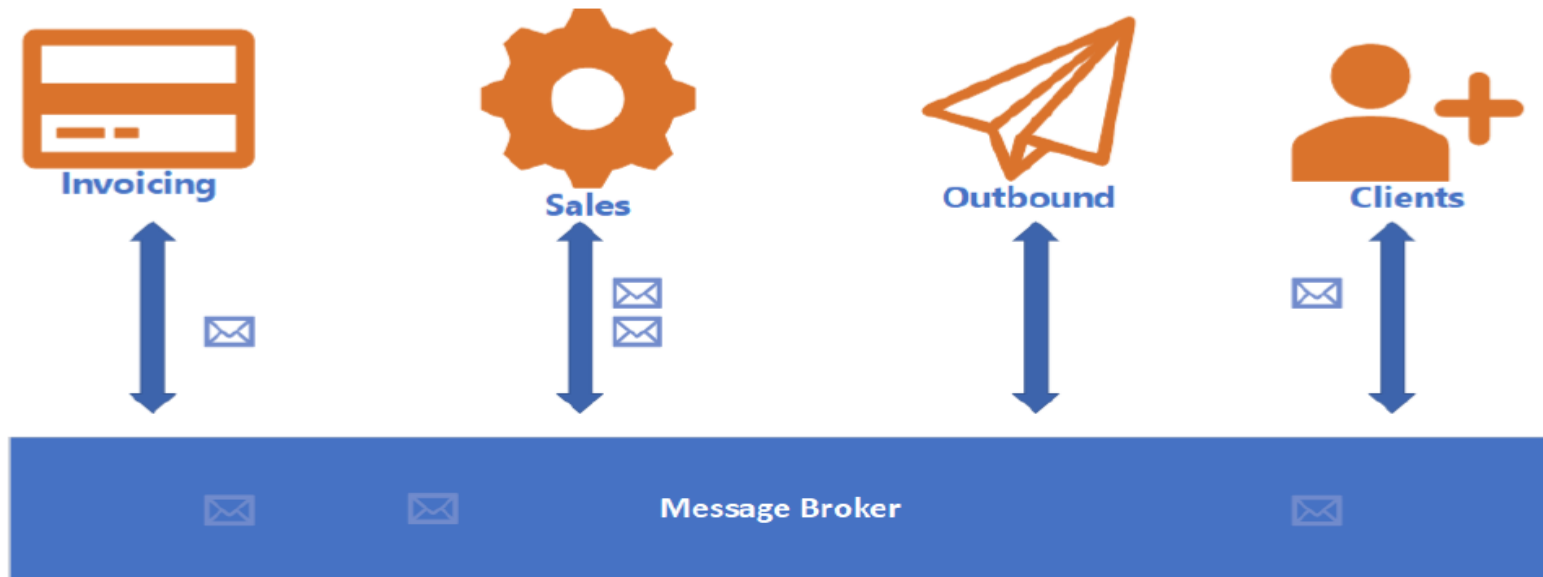 Invoicing
Sales
Outbound
Clients
Message Broker